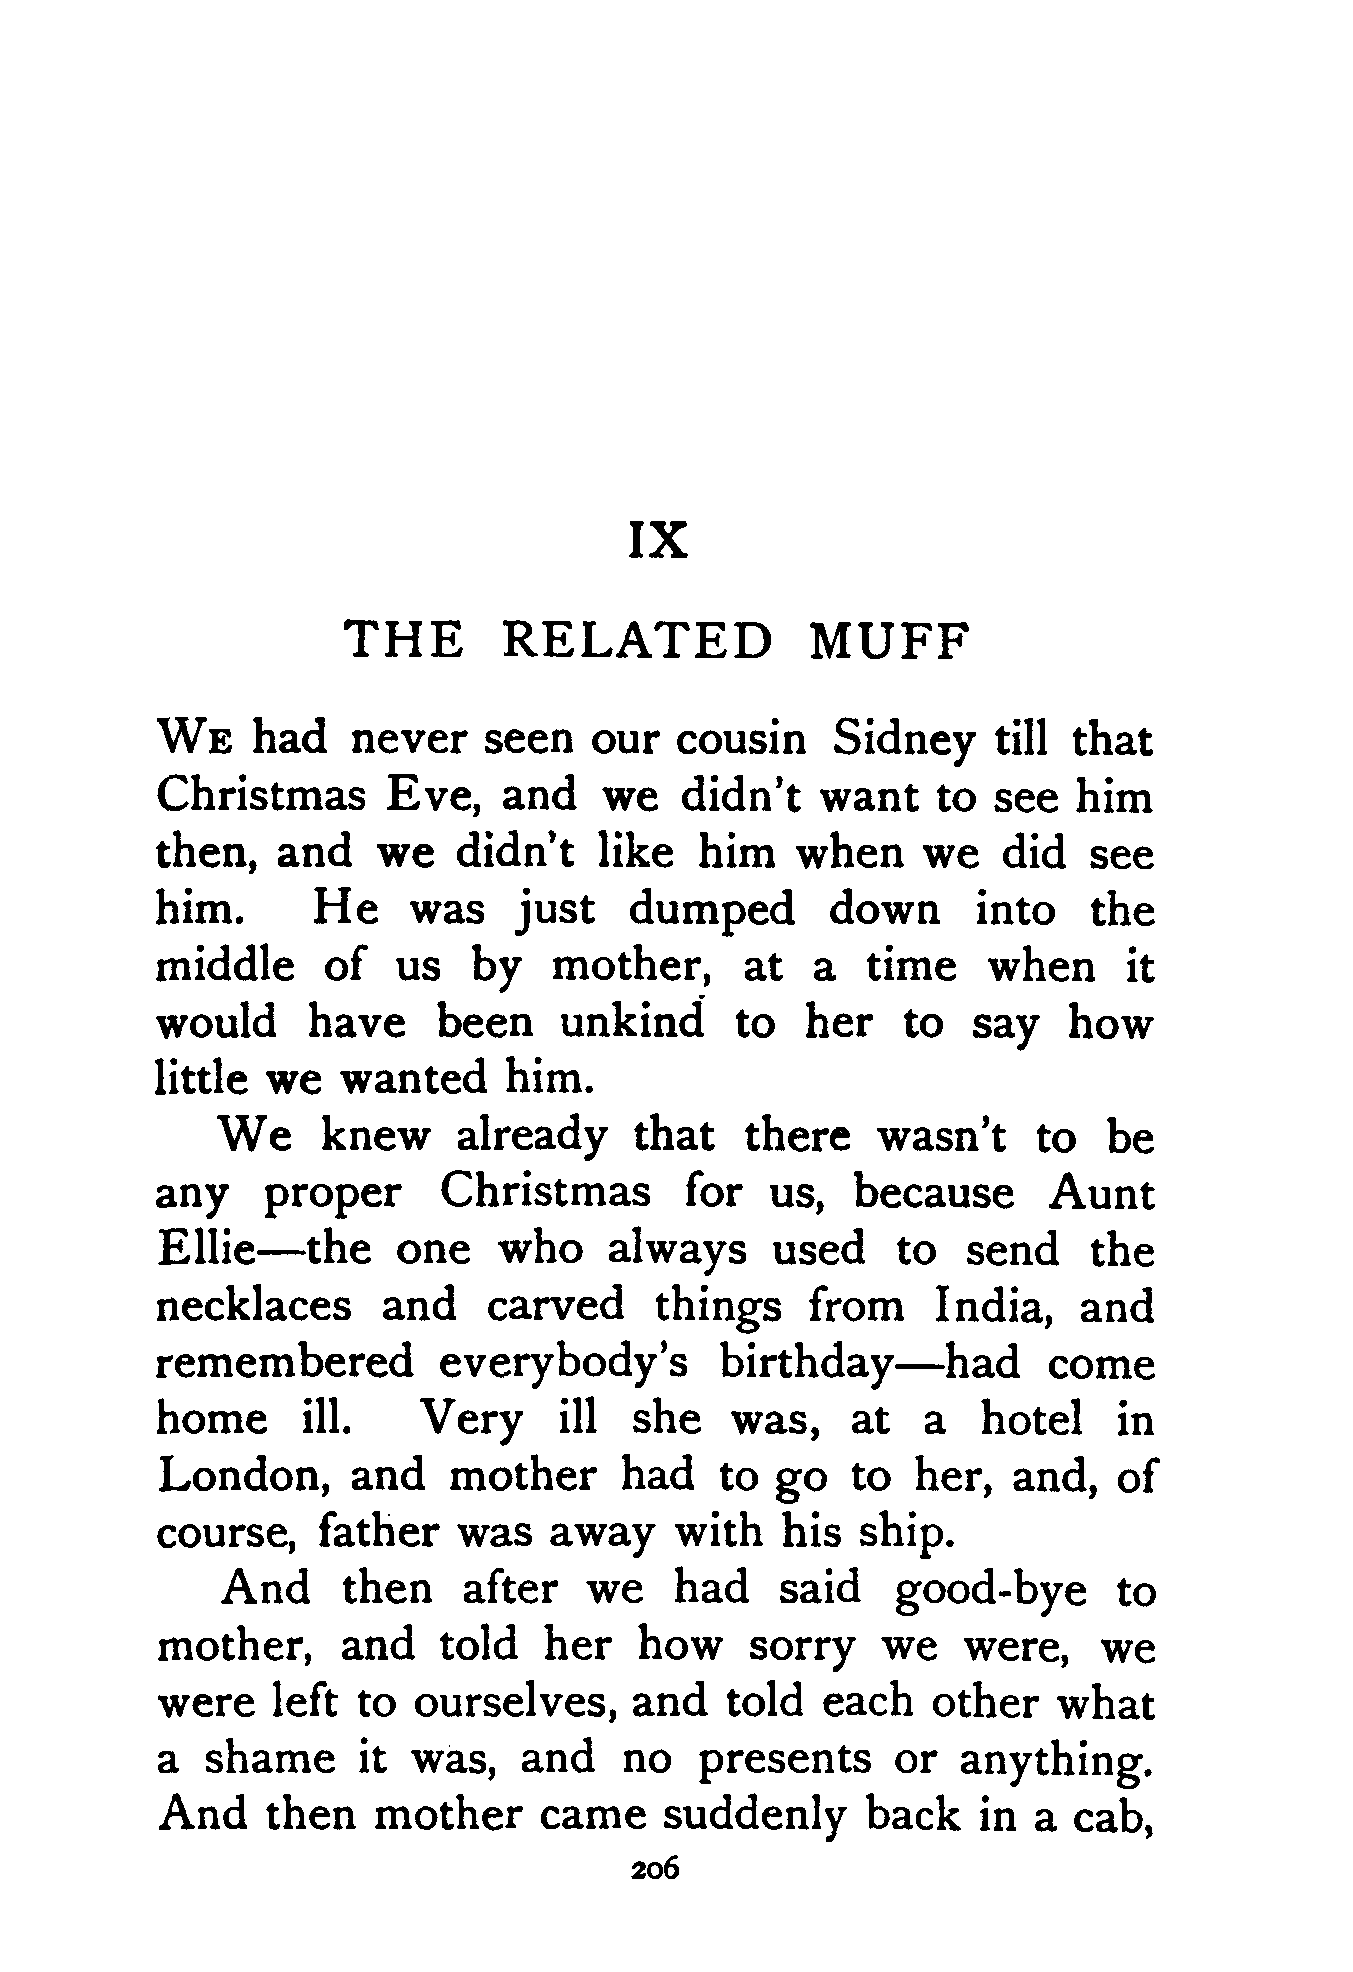 IX
THE RELATED MUFF
WE had never seen our cousin Sidney till that
Christmas Eve, and we didn't want to see him
then, and we didn't like him when we did see
him. He was just dumped down into the
middle of us by mother, at a time when it
would have been unkind to her to say how
little we wanted him.
We knew already that there wasn't to be
any proper Christmas for us, because Aunt
Ellie—the one who always used to send the
necklaces and carved things from India, and
remembered everybody's birthday—had come
home ill. Very ill she was, at a hotel in
London, and mother had to go to her, and, of
course, father was away with his ship.
And then after we had said good-bye to
mother, and told her how sorry we were, we
were left to ourselves, and told each other what
a shame it was, and no presents or anything.
And then mother came suddenly back in a cab,
206